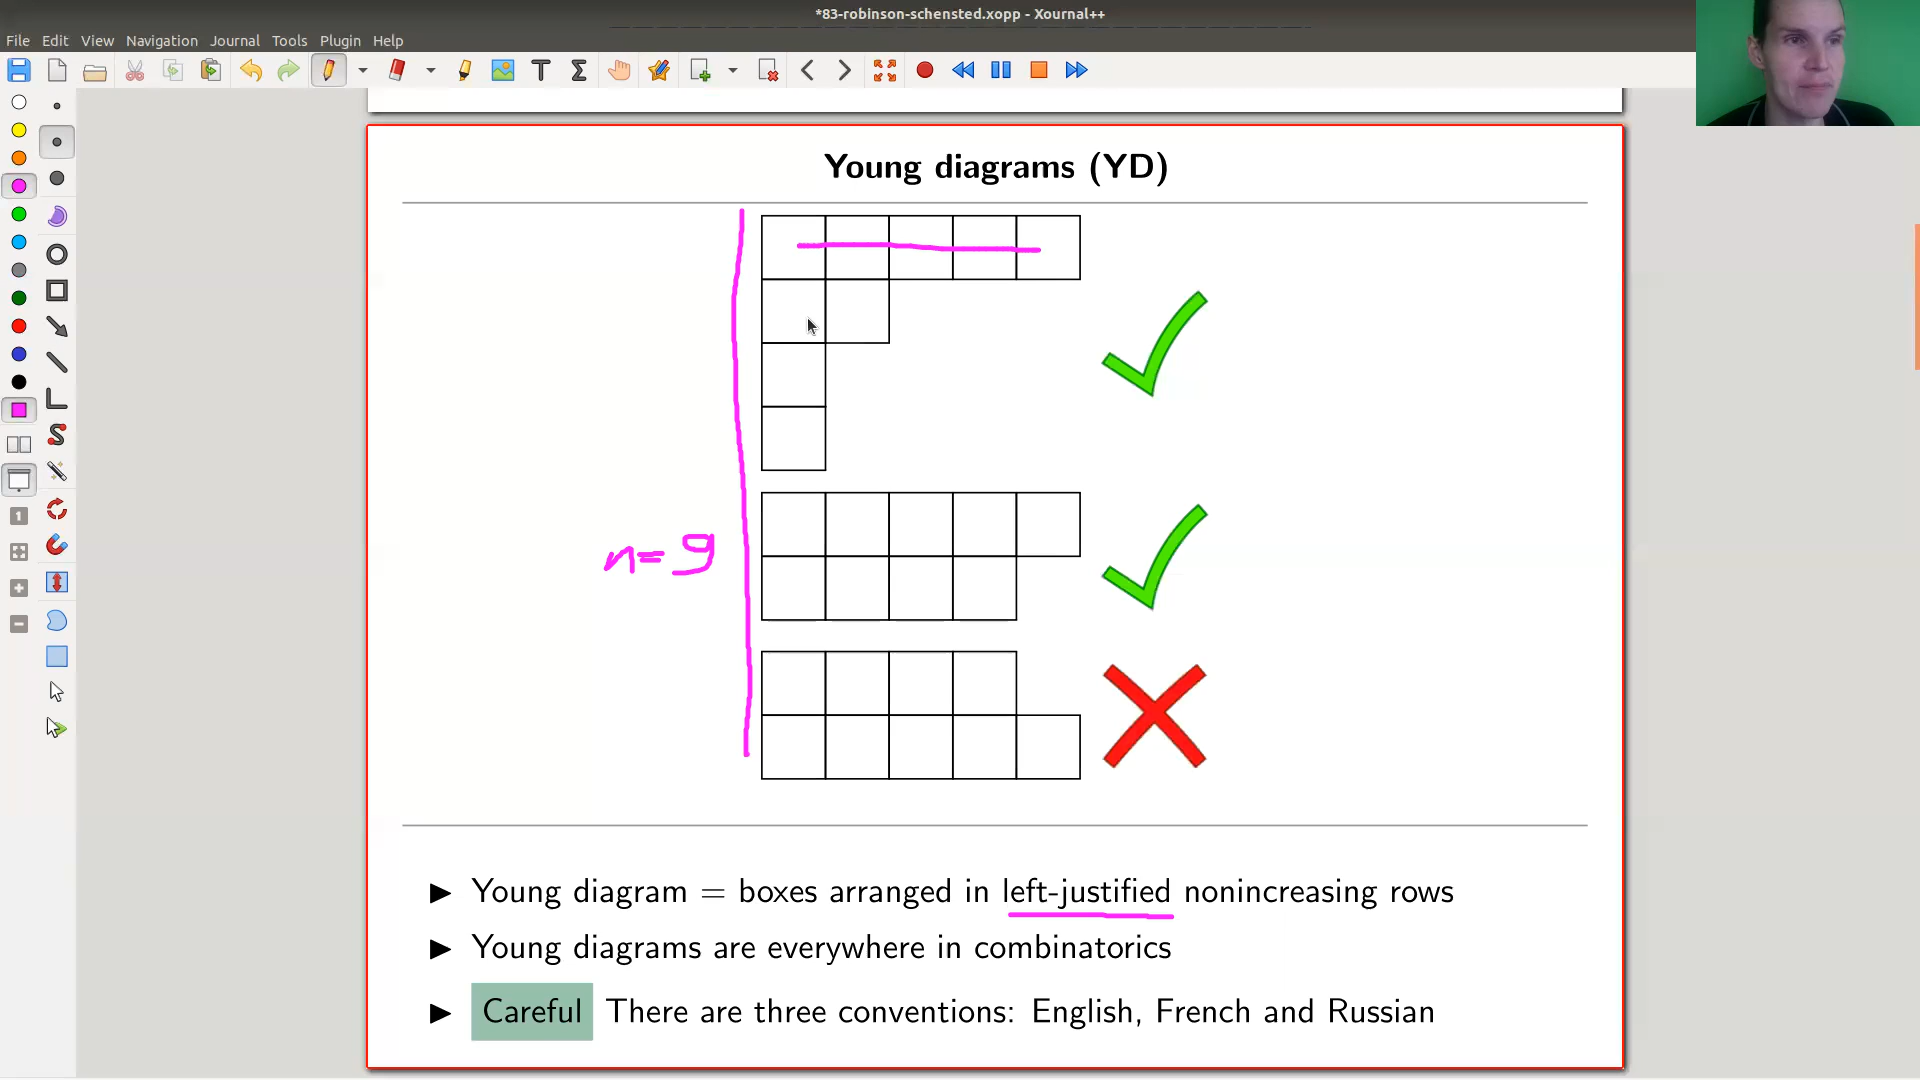 *83-robinson-schensted.xopp - Xournal++
File Edit View Navigation Journal Tools Plugin Help
Young diagrams (YD)
n=9
▶ Young diagram = boxes arranged in left-justified nonincreasing rows
▶ Young diagrams are everywhere in combinatorics
▶ Careful There are three conventions: English, French and Russian